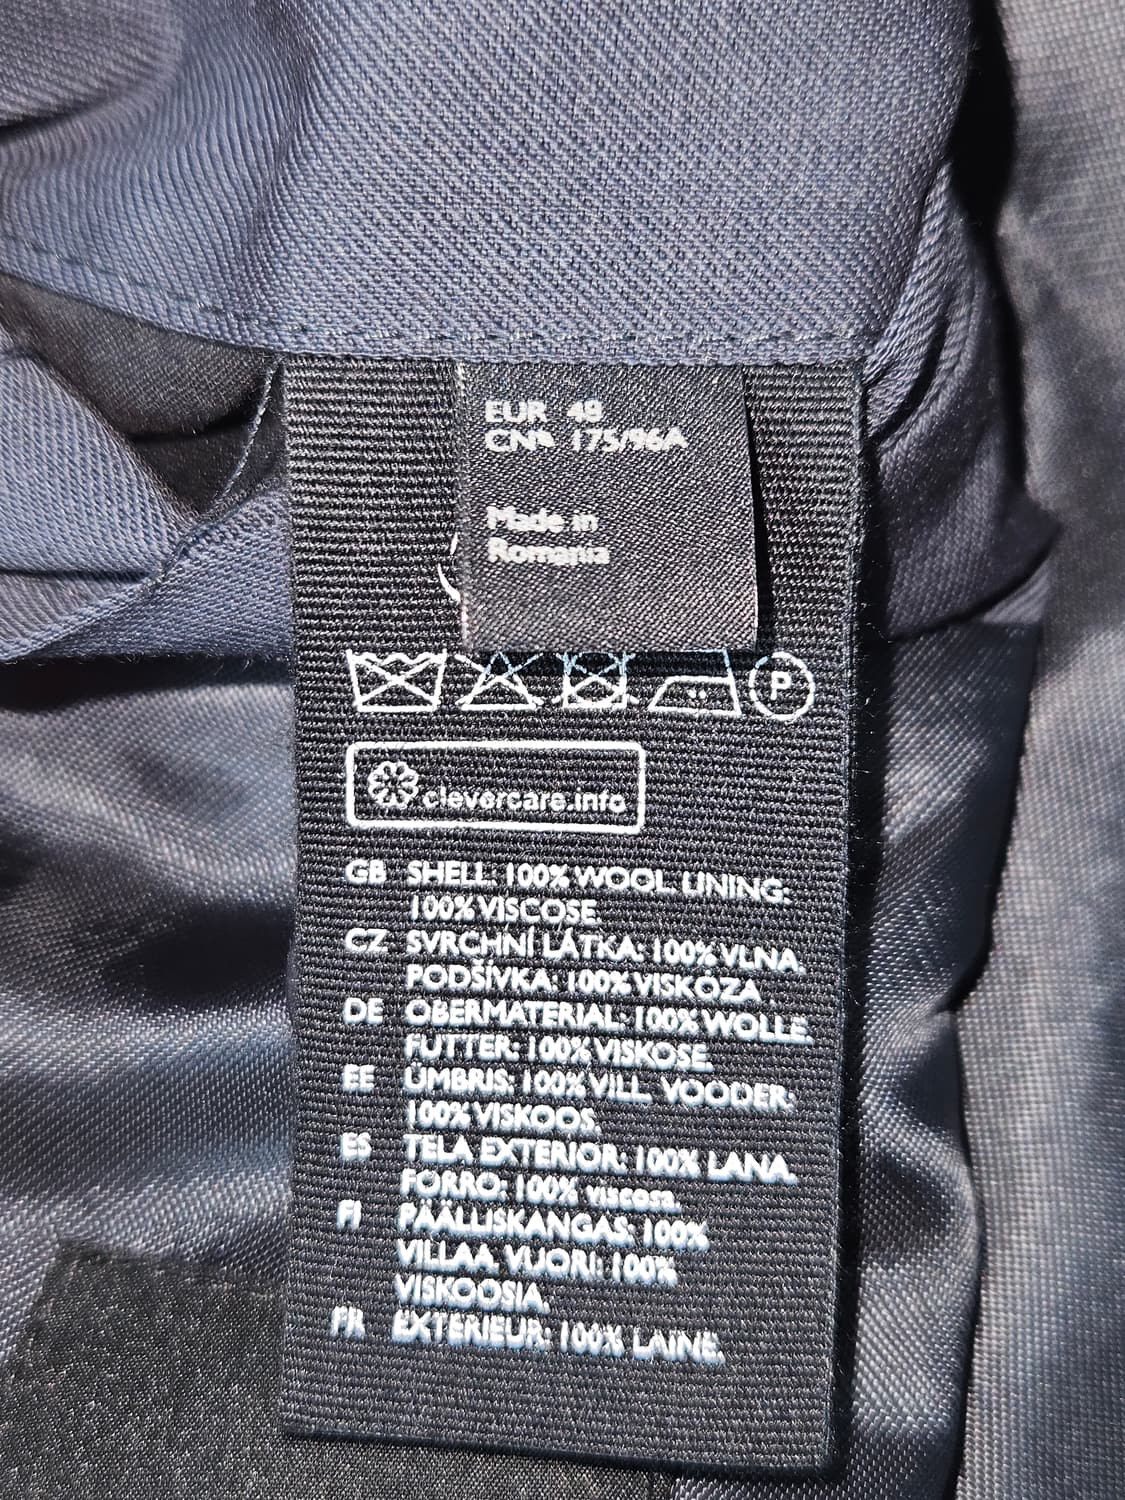 EUR 48
CN** 175/96A
Made in
Romania
P
clevercare.info
GB SHELL: 100% WOOL. LINING:
100% VISCOSE.
CZ SVRCHNÍ LÁTKA: 100% VLNA.
PODŠÍVKA: 100% VISKÓZA.
DE OBERMATERIAL: 100% WOLLE.
FUTTER: 100% VISKOSE.
EE ÜMBRIS: 100% VILL. VOODER:
100% VISKOOS.
ES TELA EXTERIOR: 100% LANA.
FORRO: 100% viscosa.
FI PÄÄLLISKANGAS: 100%
VILLAA. VUORI: 100%
VISKOOSIA.
FR EXTÉRIEUR: 100% LAINE.